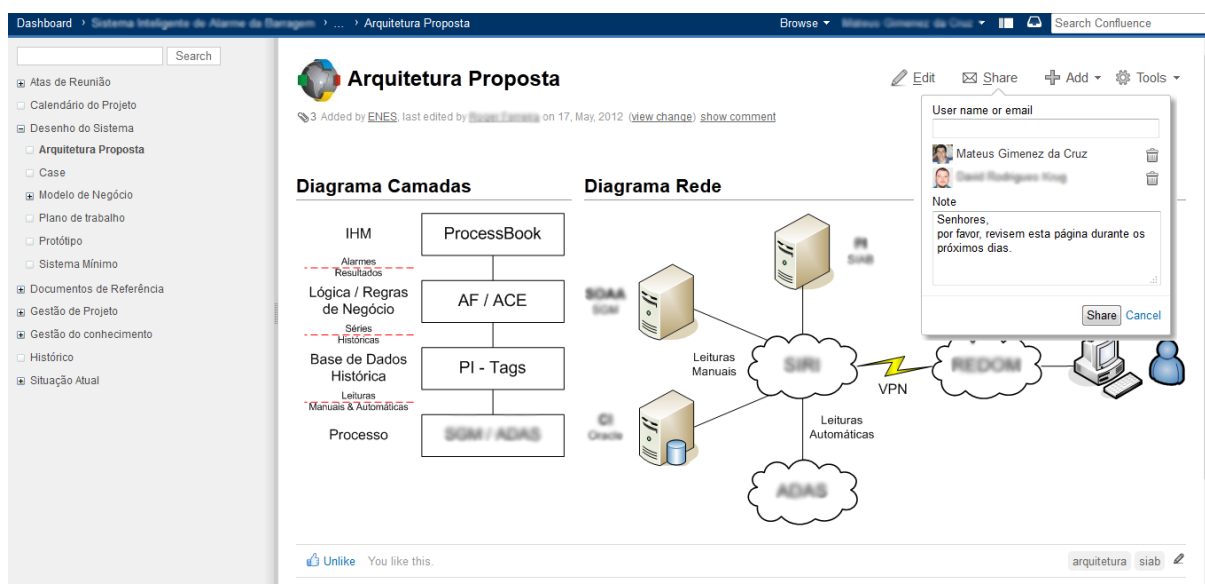 Dashboard › › ... › Arquitetura Proposta
Browse
Search Confluence
Search
Atas de Reunião
Calendário do Projeto
Desenho do Sistema
Arquitetura Proposta
Case
Modelo de Negócio
Plano de trabalho
Protótipo
Sistema Mínimo
Documentos de Referência
Gestão de Projeto
Gestão do conhecimento
Histórico
Situação Atual
Arquitetura Proposta
Edit
Share
Add
Tools
3 Added by ENES, last edited by on 17, May, 2012 (view change) show comment
User name or email
Mateus Gimenez da Cruz
Note
Senhores,
por favor, revisem esta página durante os
próximos dias.
Share Cancel
Diagrama Camadas
IHM
ProcessBook
Alarmes
Resultados
Lógica / Regras
de Negócio
AF / ACE
Séries
Históricas
Base de Dados
Histórica
PI - Tags
Leituras
Manuais & Automáticas
Processo
Diagrama Rede
Leituras
Manuais
VPN
Leituras
Automáticas
Unlike You like this.
arquitetura siab